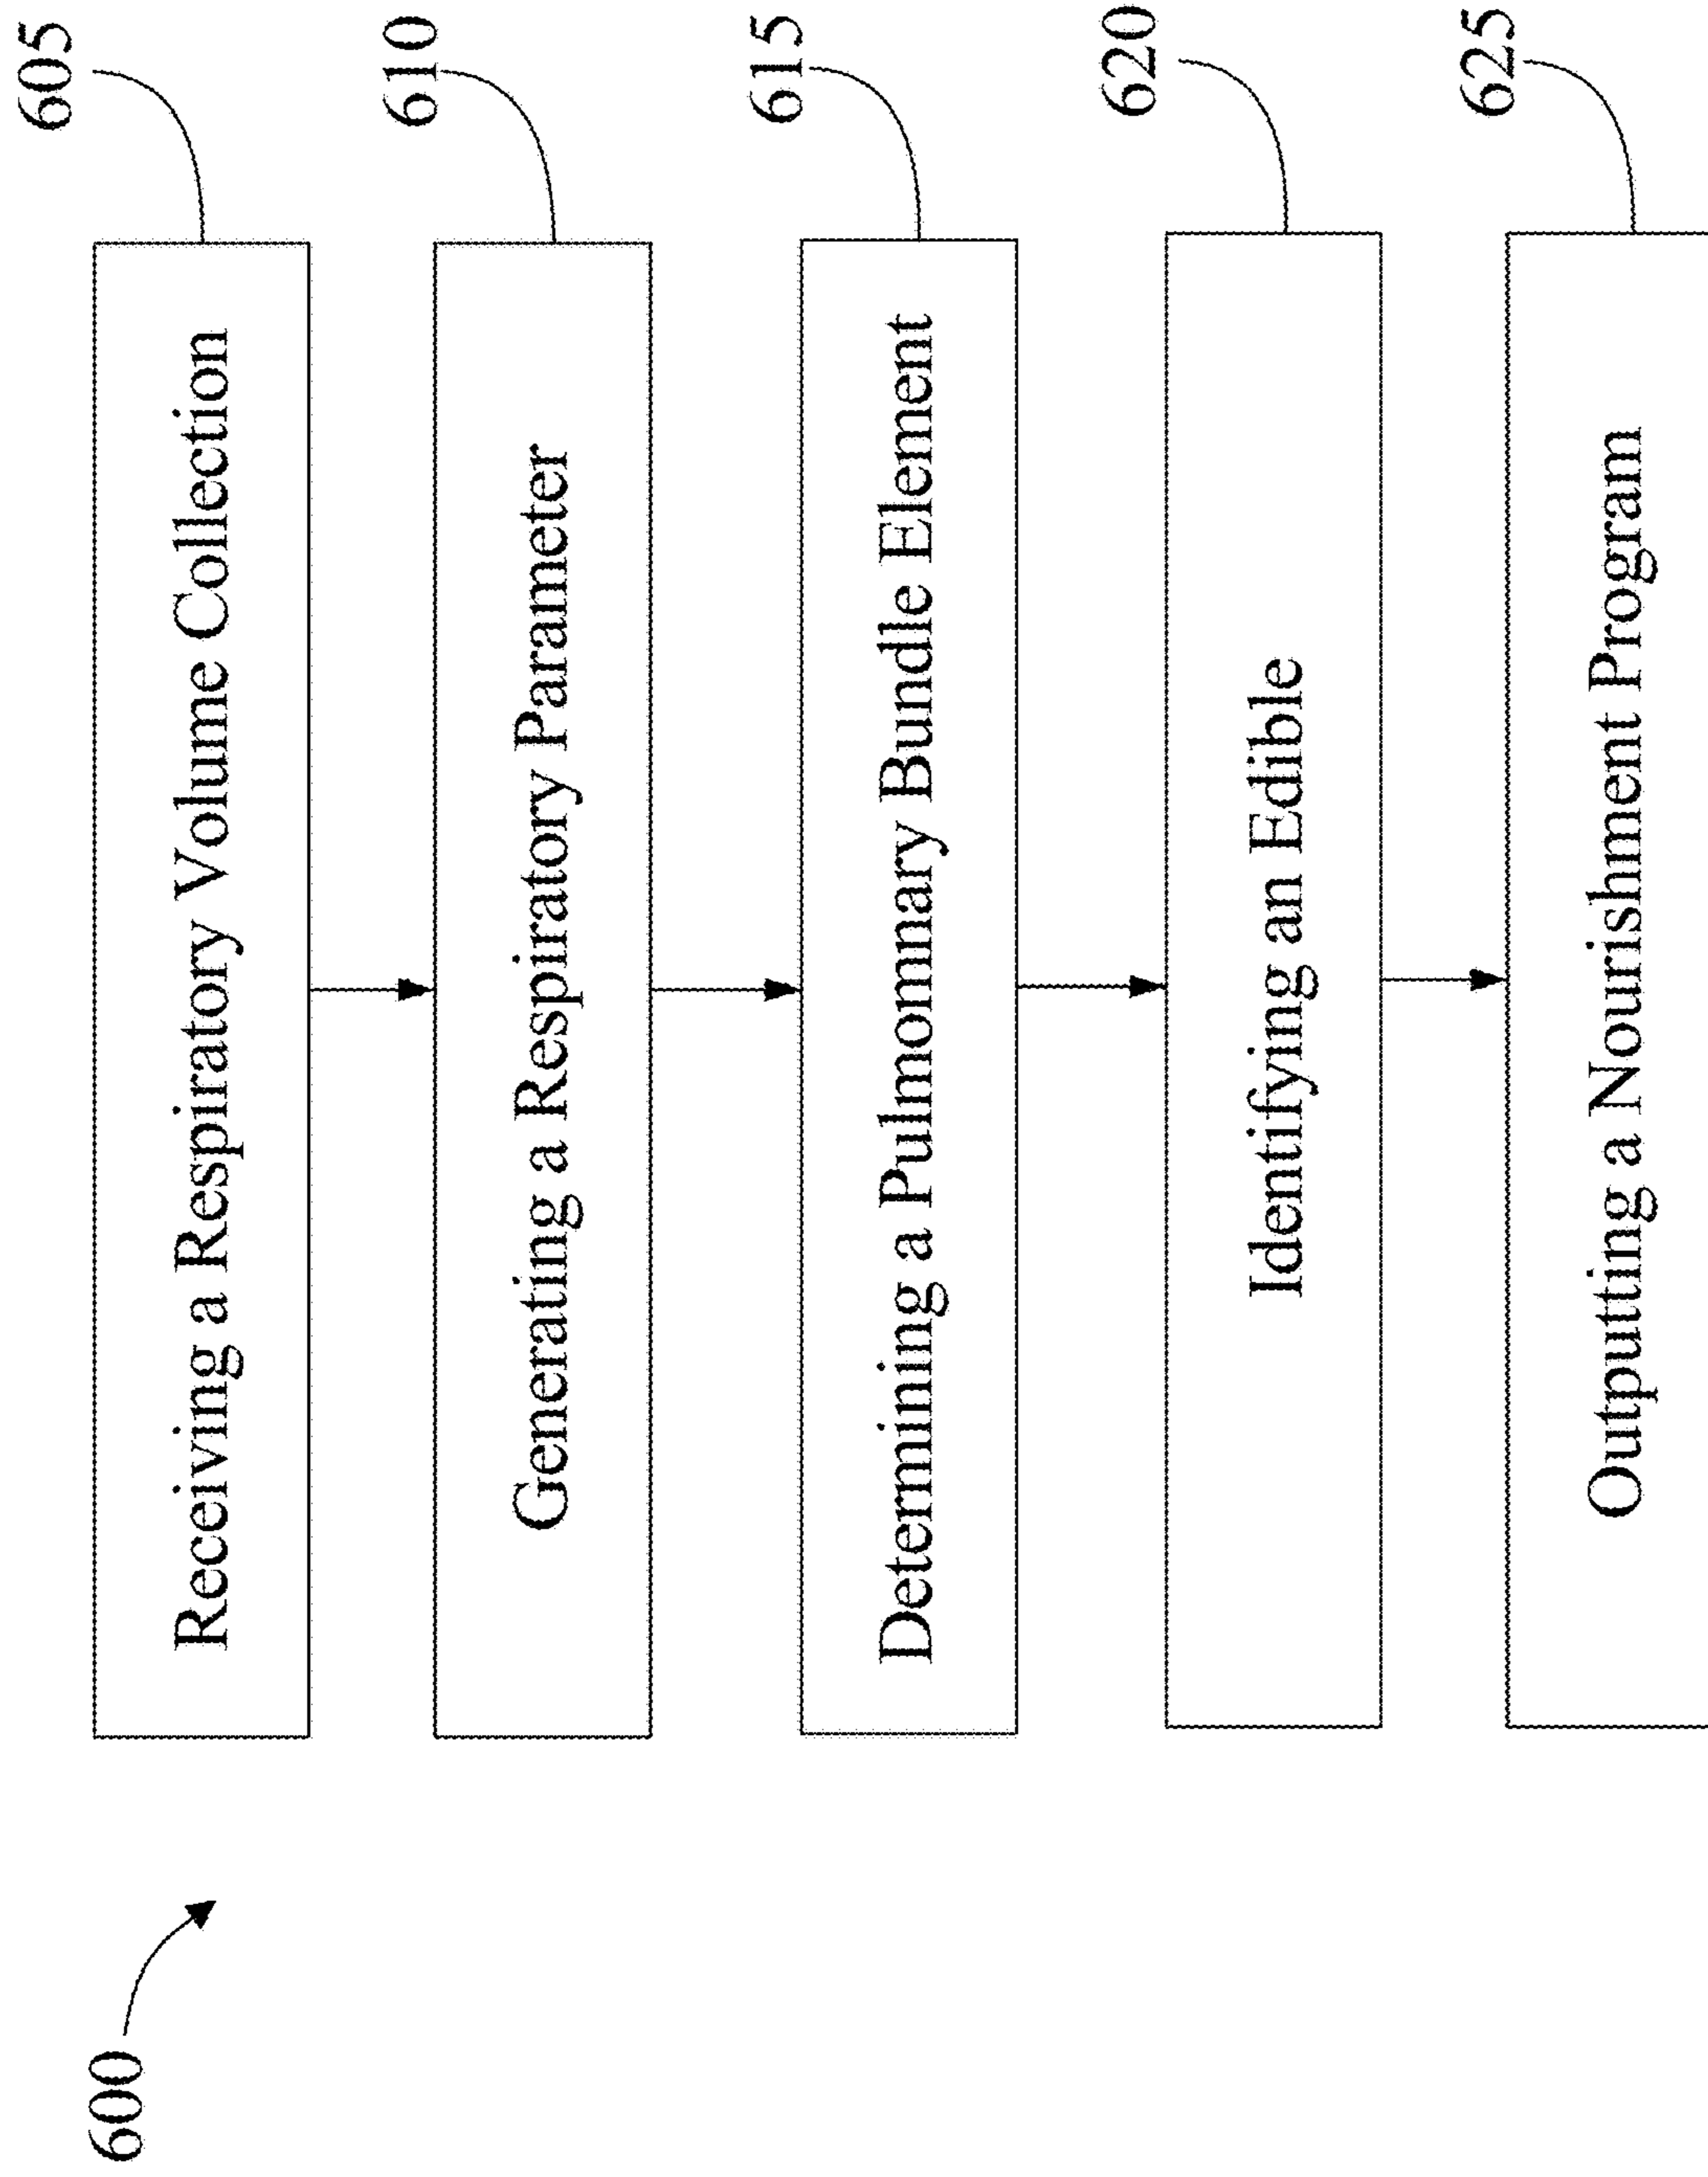 600
Receiving a Respiratory Volume Collection
605
Generating a Respiratory Parameter
610
Determining a Pulmomnary Bundle Element
615
Identifying an Edible
620
Outputting a Nourishment Program
625